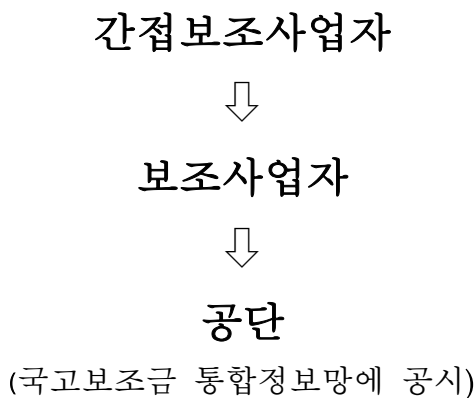 간접보조사업자
⇩
보조사업자
⇩
공단
(국고보조금 통합정보망에 공시)